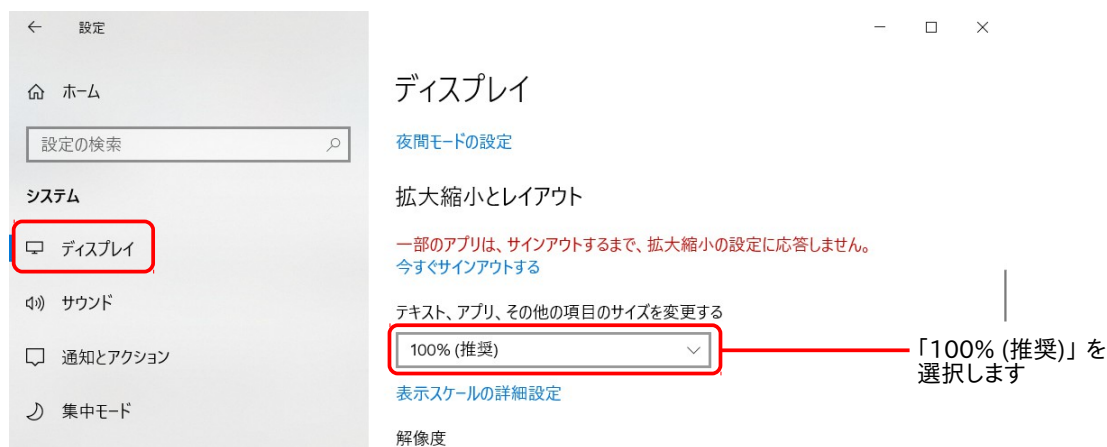 設定
ホーム
設定の検索
システム
ディスプレイ
サウンド
通知とアクション
集中モード
ディスプレイ
夜間モードの設定
拡大縮小とレイアウト
一部のアプリは、サインアウトするまで、拡大縮小の設定に応答しません。
今すぐサインアウトする
テキスト、アプリ、その他の項目のサイズを変更する
100% (推奨)
表示スケールの詳細設定
解像度
「100% (推奨)」を
選択します